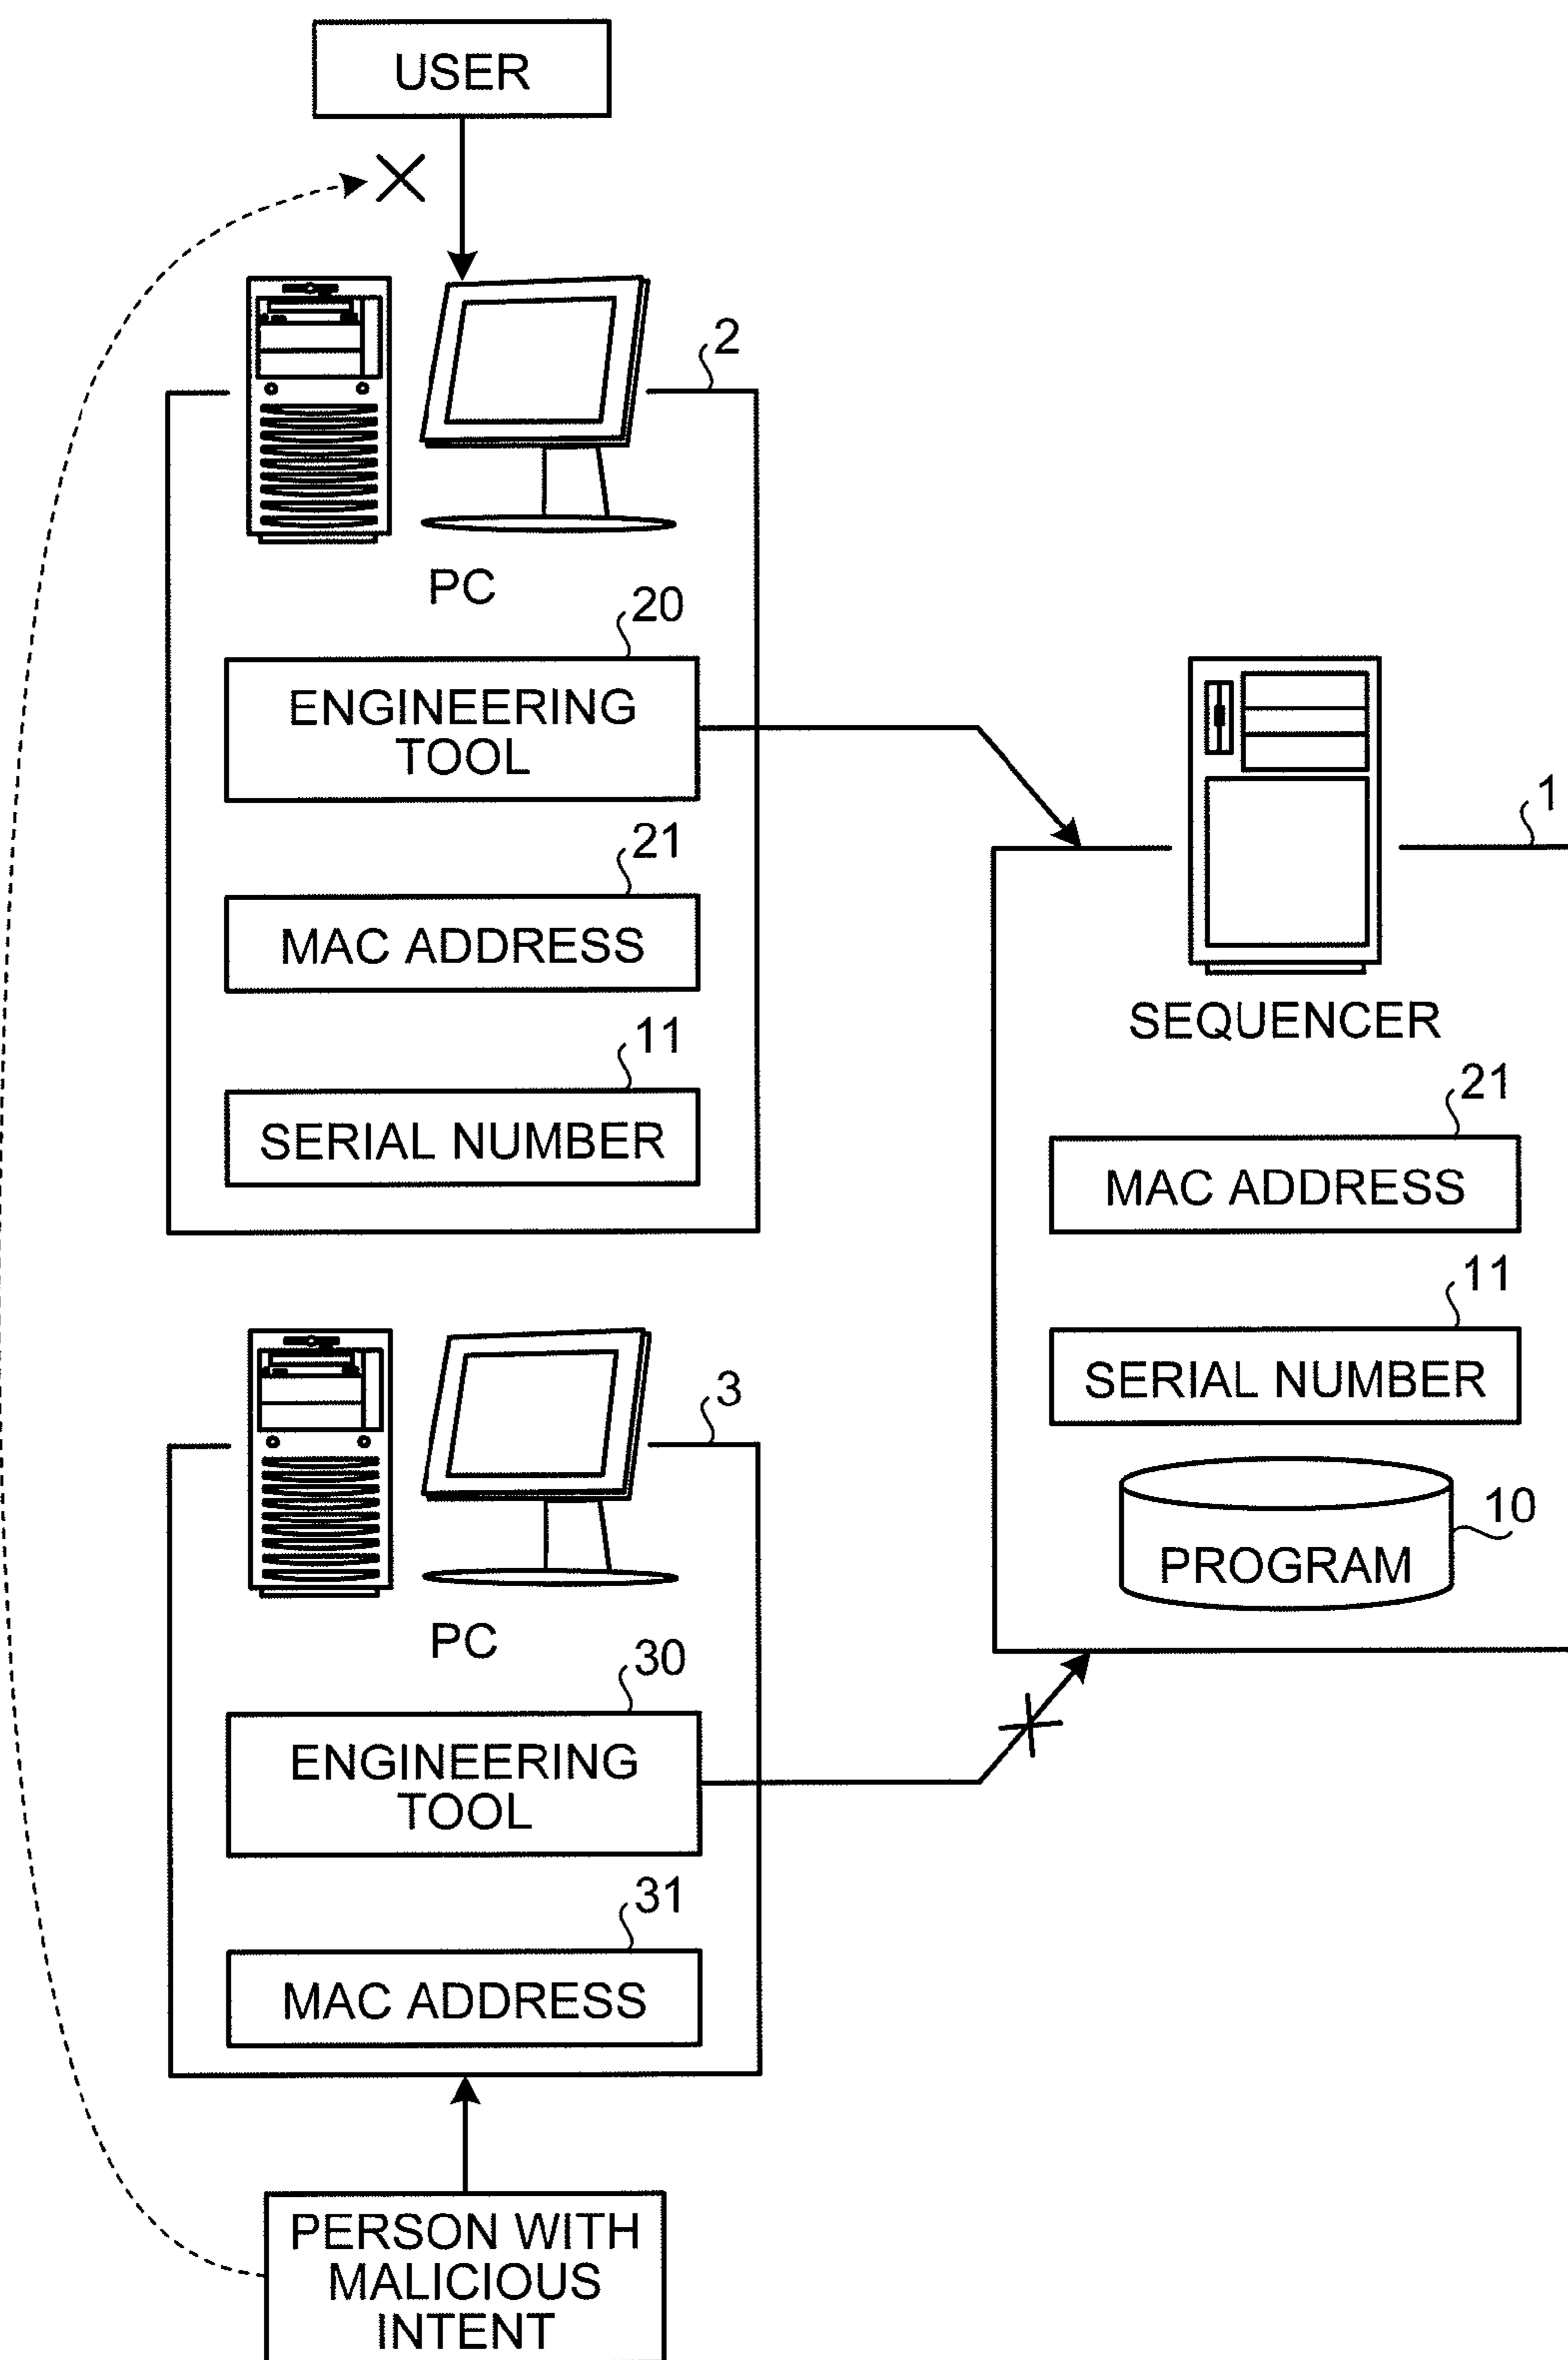 USER
2
PC
20
ENGINEERING
TOOL
21
MAC ADDRESS
11
SERIAL NUMBER
1
SEQUENCER
21
MAC ADDRESS
11
SERIAL NUMBER
10
PROGRAM
3
PC
30
ENGINEERING
TOOL
31
MAC ADDRESS
PERSON WITH
MALICIOUS
INTENT